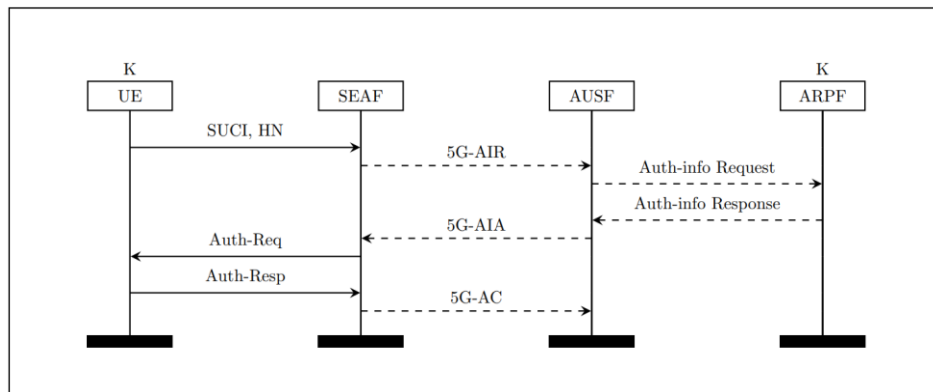 K K
UE SEAF AUSF ARPF
SUCI, HN
5G-AIR
Auth-info Request
Auth-info Response
5G-AIA
Auth-Req
Auth-Resp
5G-AC